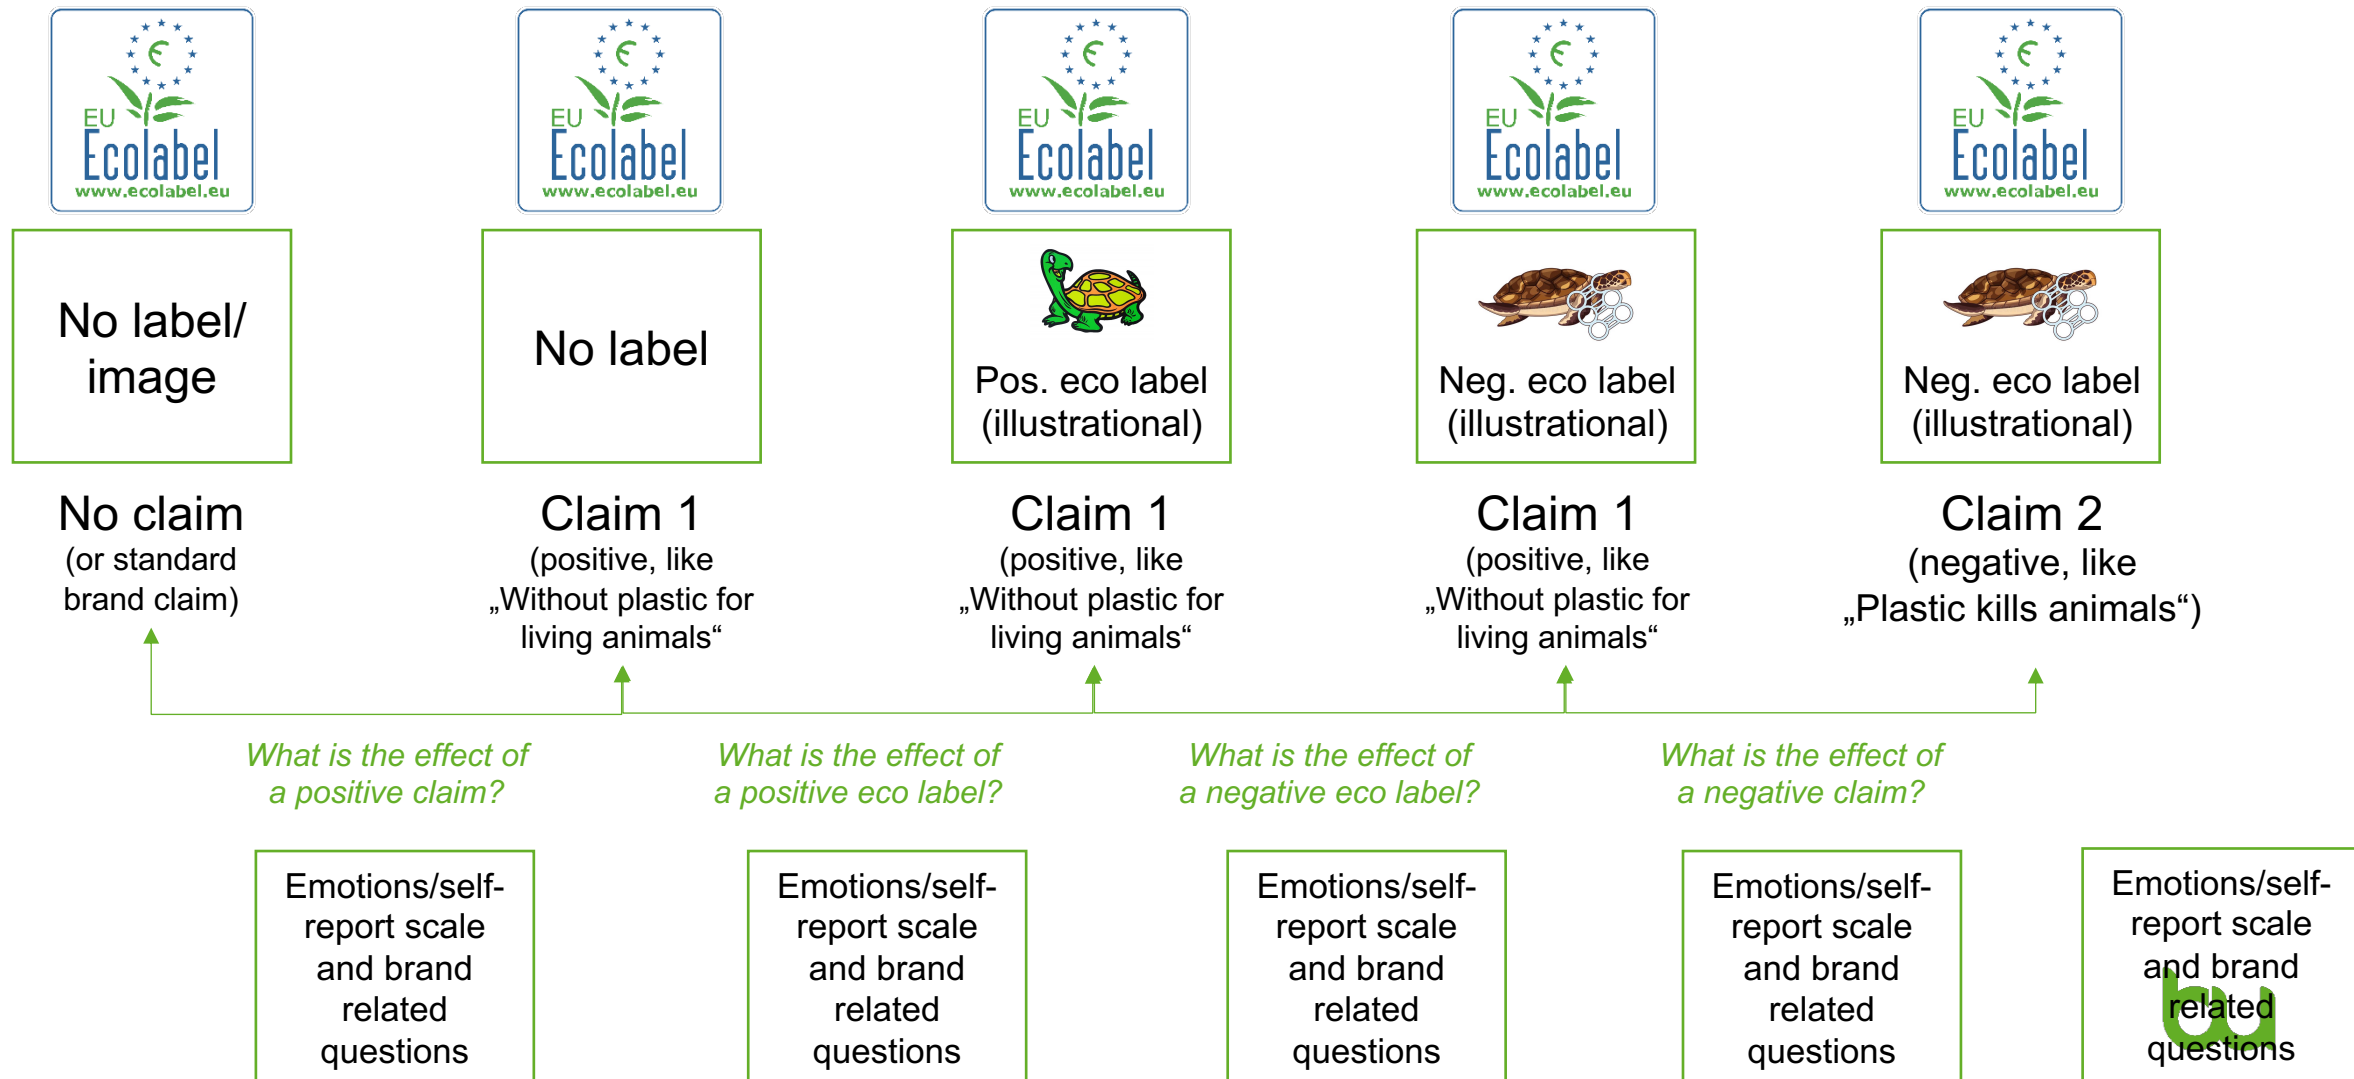 EU
Ecolabel
www.ecolabel.eu
EU
Ecolabel
www.ecolabel.eu
EU
Ecolabel
www.ecolabel.eu
EU
Ecolabel
www.ecolabel.eu
EU
Ecolabel
www.ecolabel.eu
No label/
image
No label
Pos. eco label
(illustrational)
Neg. eco label
(illustrational)
Neg. eco label
(illustrational)
No claim
(or standard
brand claim)
Claim 1
(positive, like
„Without plastic for
living animals“
Claim 1
(positive, like
„Without plastic for
living animals“
Claim 1
(positive, like
„Without plastic for
living animals“
Claim 2
(negative, like
„Plastic kills animals“)
What is the effect of
a positive claim?
What is the effect of
a positive eco label?
What is the effect of
a negative eco label?
What is the effect of
a negative claim?
Emotions/self-
report scale
and brand
related
questions
Emotions/self-
report scale
and brand
related
questions
Emotions/self-
report scale
and brand
related
questions
Emotions/self-
report scale
and brand
related
questions
Emotions/self-
report scale
and brand
related
questions
bu